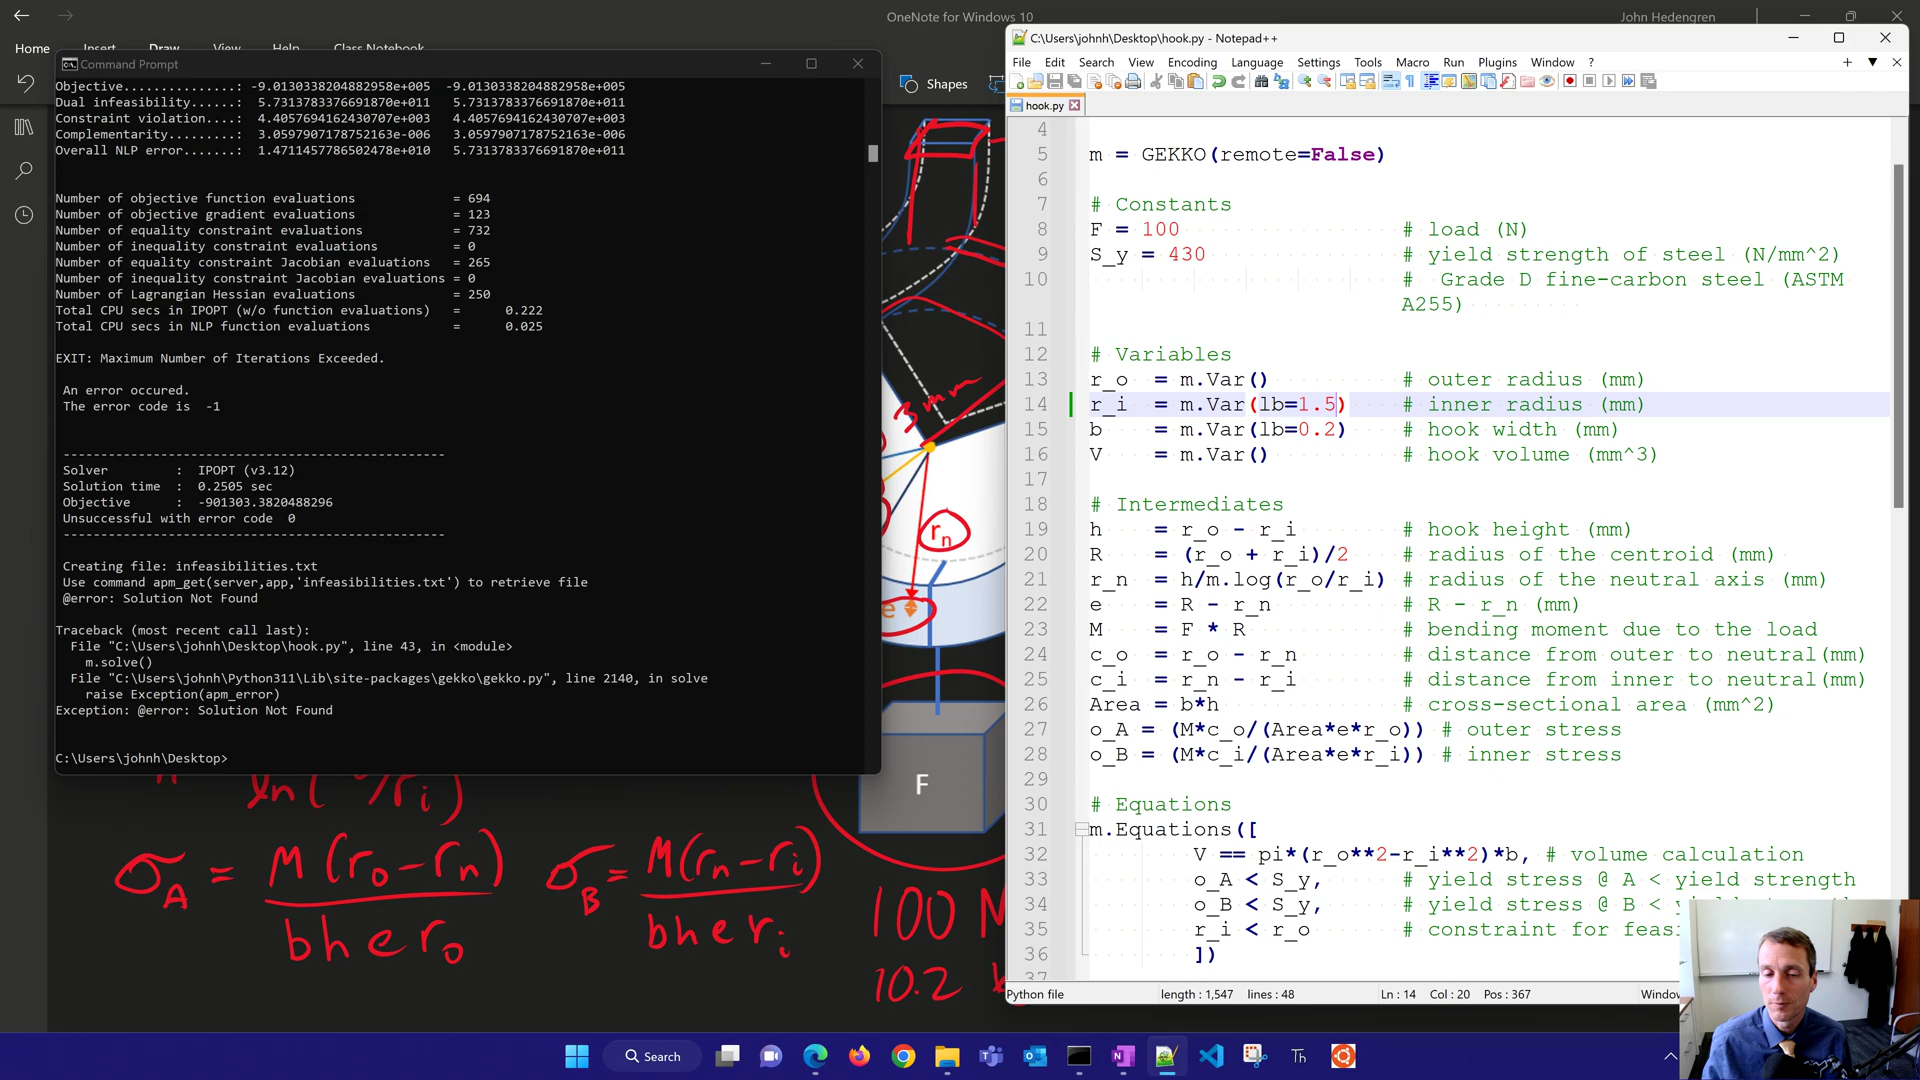 OneNote for Windows 10
John Hedengren
Home Insert Draw View Help Class Notebook
Shapes
Command Prompt
Objective...............: -9.0130338204882958e+005 -9.0130338204882958e+005
Dual infeasibility......: 5.7313783376691870e+011 5.7313783376691870e+011
Constraint violation....: 4.4057694162430707e+003 4.4057694162430707e+003
Complementarity.........: 3.0597907178752163e-006 3.0597907178752163e-006
Overall NLP error.......: 1.4711457786502478e+010 5.7313783376691870e+011
Number of objective function evaluations = 694
Number of objective gradient evaluations = 123
Number of equality constraint evaluations = 732
Number of inequality constraint evaluations = 0
Number of equality constraint Jacobian evaluations = 265
Number of inequality constraint Jacobian evaluations = 0
Number of Lagrangian Hessian evaluations = 250
Total CPU secs in IPOPT (w/o function evaluations) = 0.222
Total CPU secs in NLP function evaluations = 0.025
EXIT: Maximum Number of Iterations Exceeded.
An error occured.
The error code is -1
---------------------------------------------------
Solver : IPOPT (v3.12)
Solution time : 0.2505 sec
Objective : -901303.3820488296
Unsuccessful with error code 0
---------------------------------------------------
Creating file: infeasibilities.txt
Use command apm_get(server,app,'infeasibilities.txt') to retrieve file
@error: Solution Not Found
Traceback (most recent call last):
File "C:\Users\johnh\Desktop\hook.py", line 43, in <module>
m.solve()
File "C:\Users\johnh\Python311\Lib\site-packages\gekko\gekko.py", line 2140, in solve
raise Exception(apm_error)
Exception: @error: Solution Not Found
C:\Users\johnh\Desktop>
3mm
rn
e
F
ln(ro/ri)
σA = M(ro-rn)
bhero
σB = M(rn-ri)
bheri
100
10.2
C:\Users\johnh\Desktop\hook.py - Notepad++
File Edit Search View Encoding Language Settings Tools Macro Run Plugins Window ?
hook.py
4
5 m = GEKKO(remote=False)
6
7 # Constants
8 F = 100 # load (N)
9 S_y = 430 # yield strength of steel (N/mm^2)
10 # Grade D fine-carbon steel (ASTM
A255)
11
12 # Variables
13 r_o = m.Var() # outer radius (mm)
14 r_i = m.Var(lb=1.5) # inner radius (mm)
15 b = m.Var(lb=0.2) # hook width (mm)
16 V = m.Var() # hook volume (mm^3)
17
18 # Intermediates
19 h = r_o - r_i # hook height (mm)
20 R = (r_o + r_i)/2 # radius of the centroid (mm)
21 r_n = h/m.log(r_o/r_i) # radius of the neutral axis (mm)
22 e = R - r_n # R - r_n (mm)
23 M = F * R # bending moment due to the load
24 c_o = r_o - r_n # distance from outer to neutral(mm)
25 c_i = r_n - r_i # distance from inner to neutral(mm)
26 Area = b*h # cross-sectional area (mm^2)
27 o_A = (M*c_o/(Area*e*r_o)) # outer stress
28 o_B = (M*c_i/(Area*e*r_i)) # inner stress
29
30 # Equations
31 m.Equations([
32 V == pi*(r_o**2-r_i**2)*b, # volume calculation
33 o_A < S_y, # yield stress @ A < yield strength
34 o_B < S_y, # yield stress @ B <
35 r_i < r_o # constraint for
36 ])
37
Python file length : 1,547 lines : 48 Ln : 14 Col : 20 Pos : 367
Search
Th